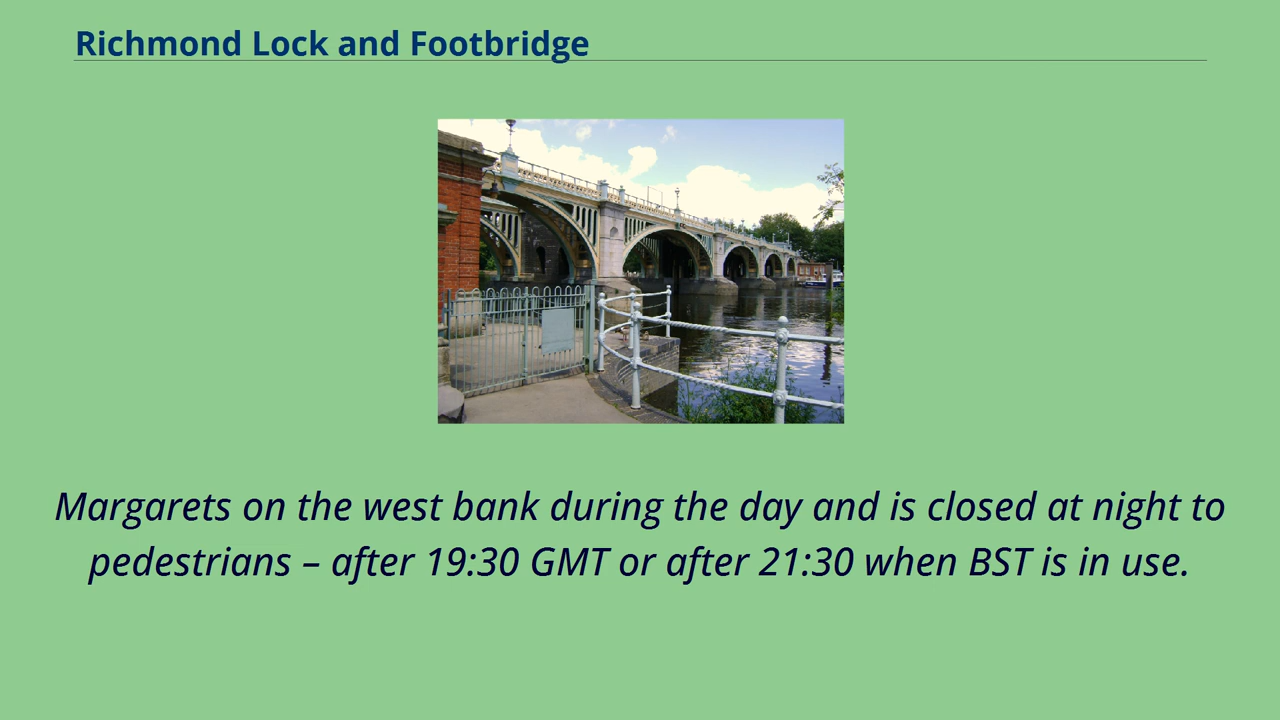 Richmond Lock and Footbridge
Margarets on the west bank during the day and is closed at night to
pedestrians – after 19:30 GMT or after 21:30 when BST is in use.